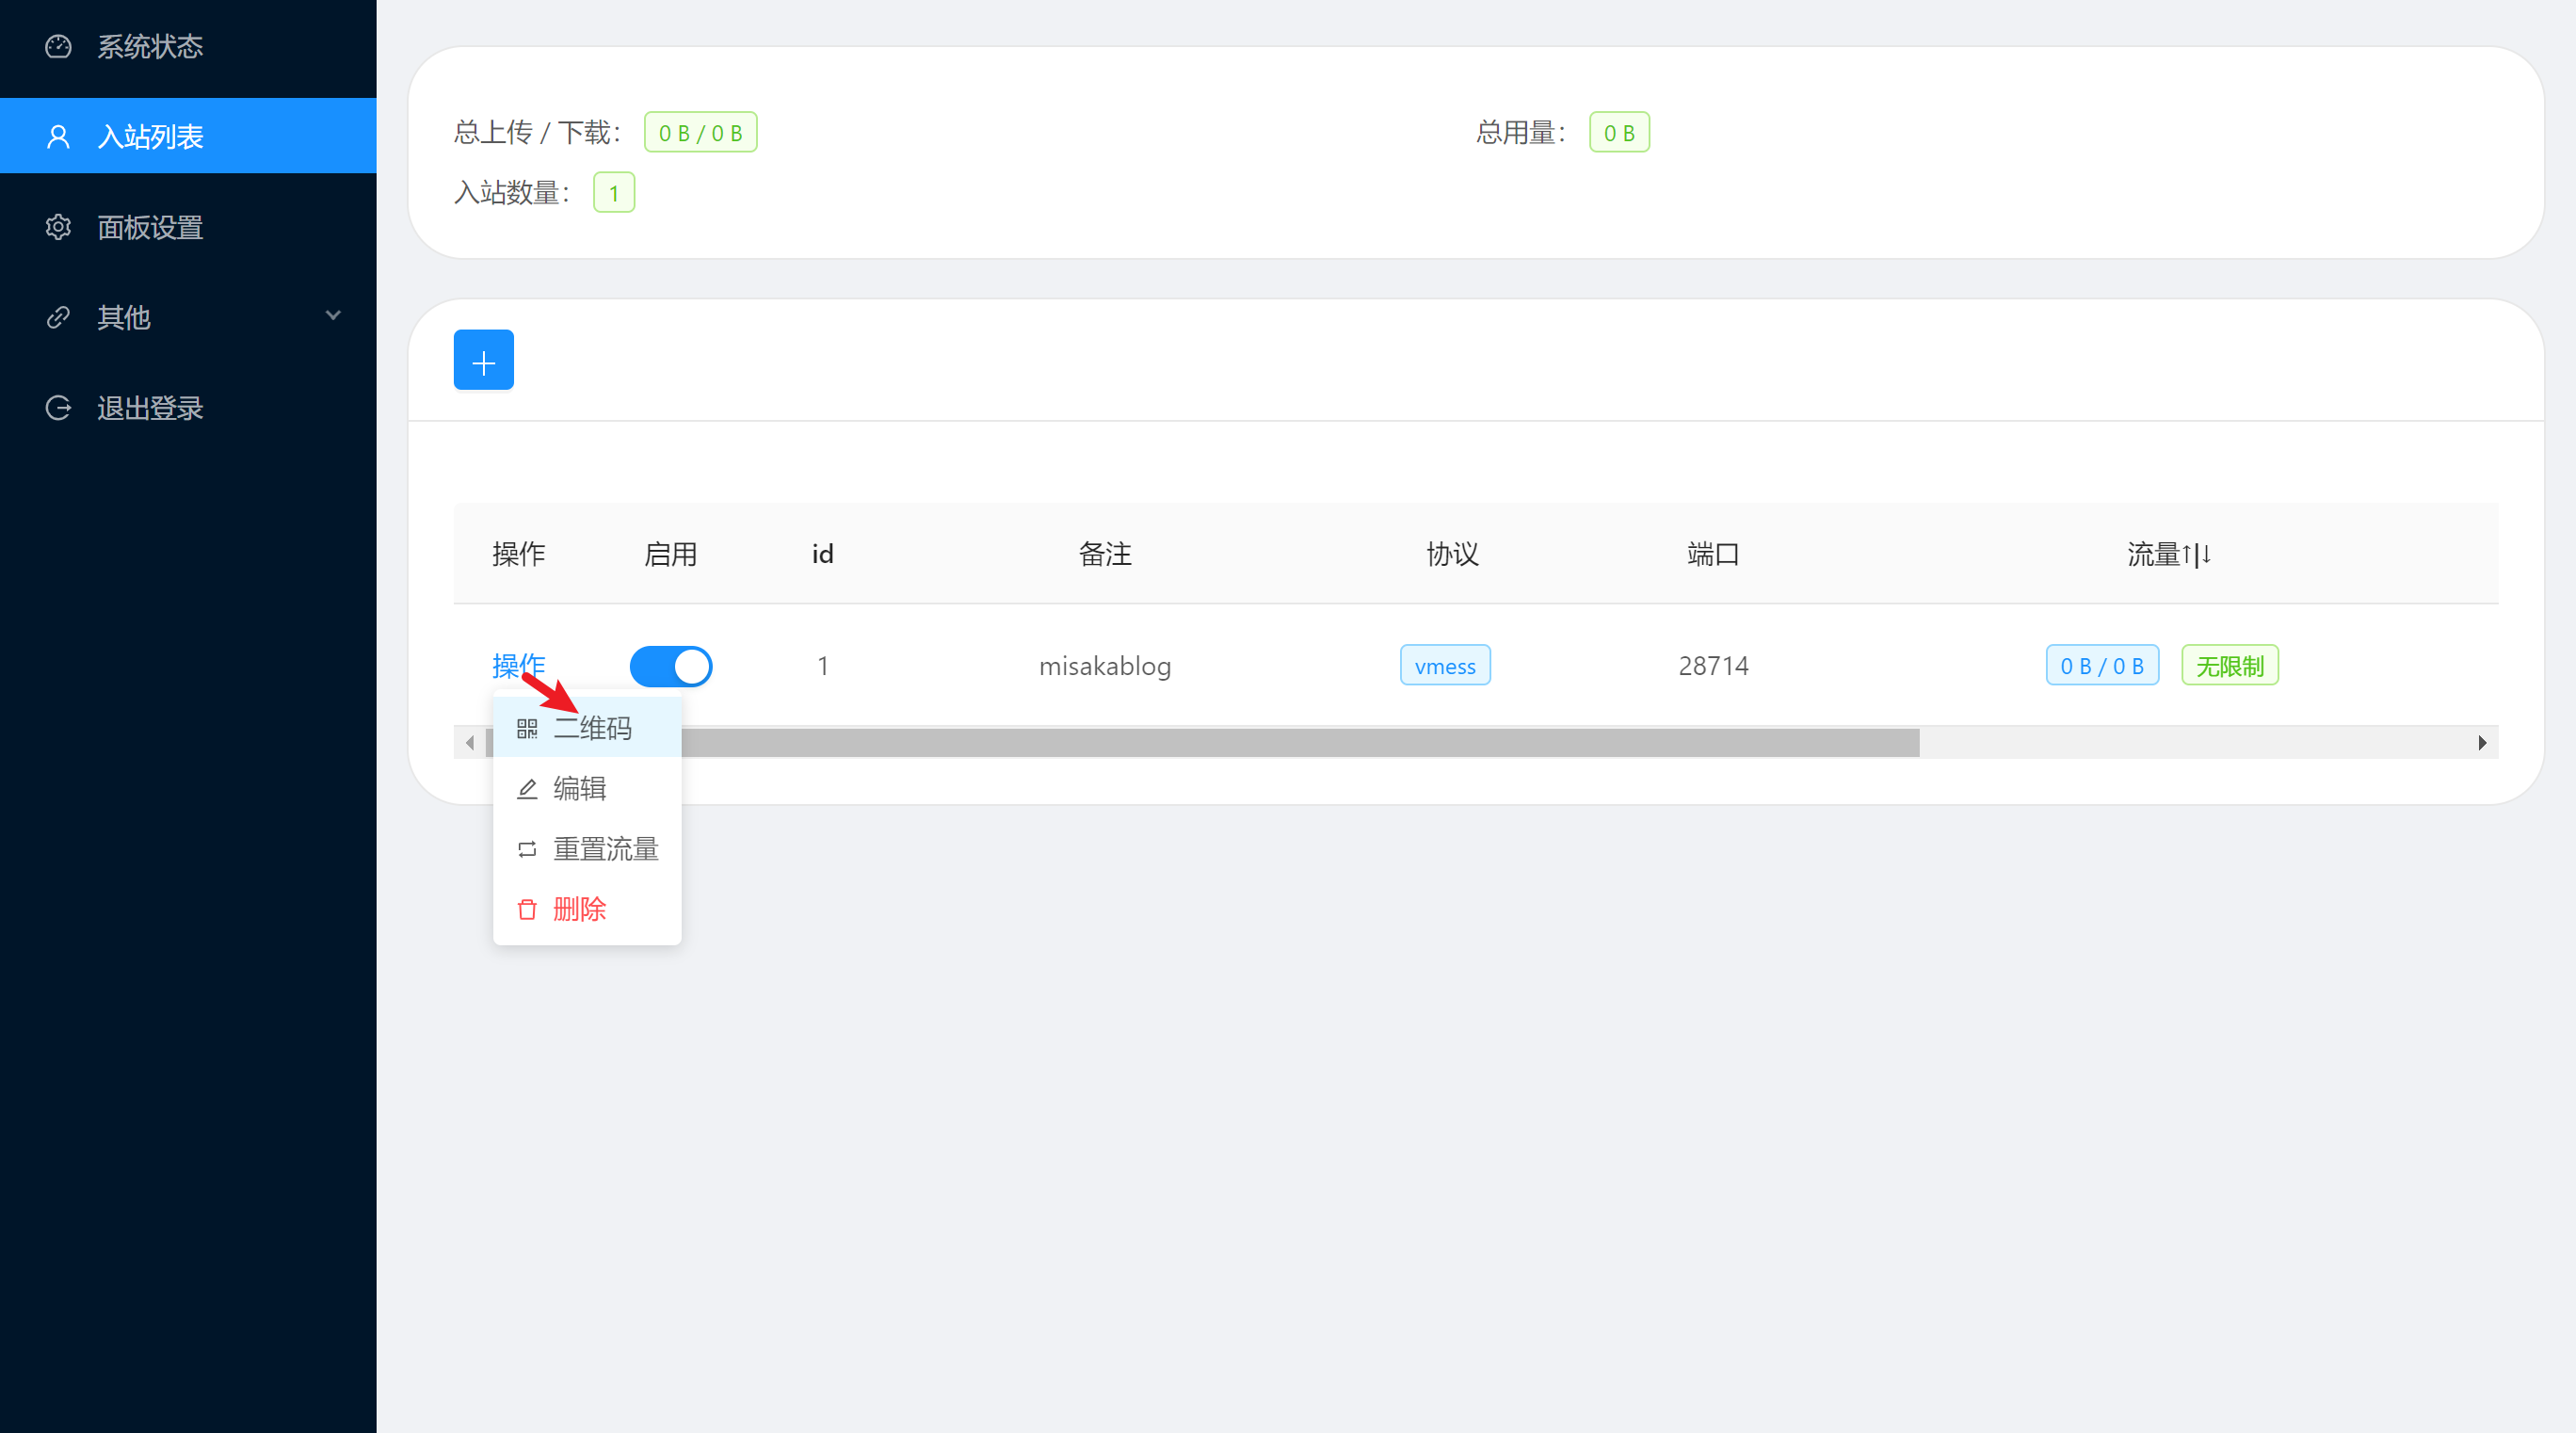 系统状态
入站列表
面板设置
其他
退出登录
总上传 / 下载： 0 B / 0 B
总用量： 0 B
入站数量： 1
操作 启用 id 备注 协议 端口 流量↑|↓
操作 1 misakablog vmess 28714 0 B / 0 B 无限制
二维码
编辑
重置流量
删除